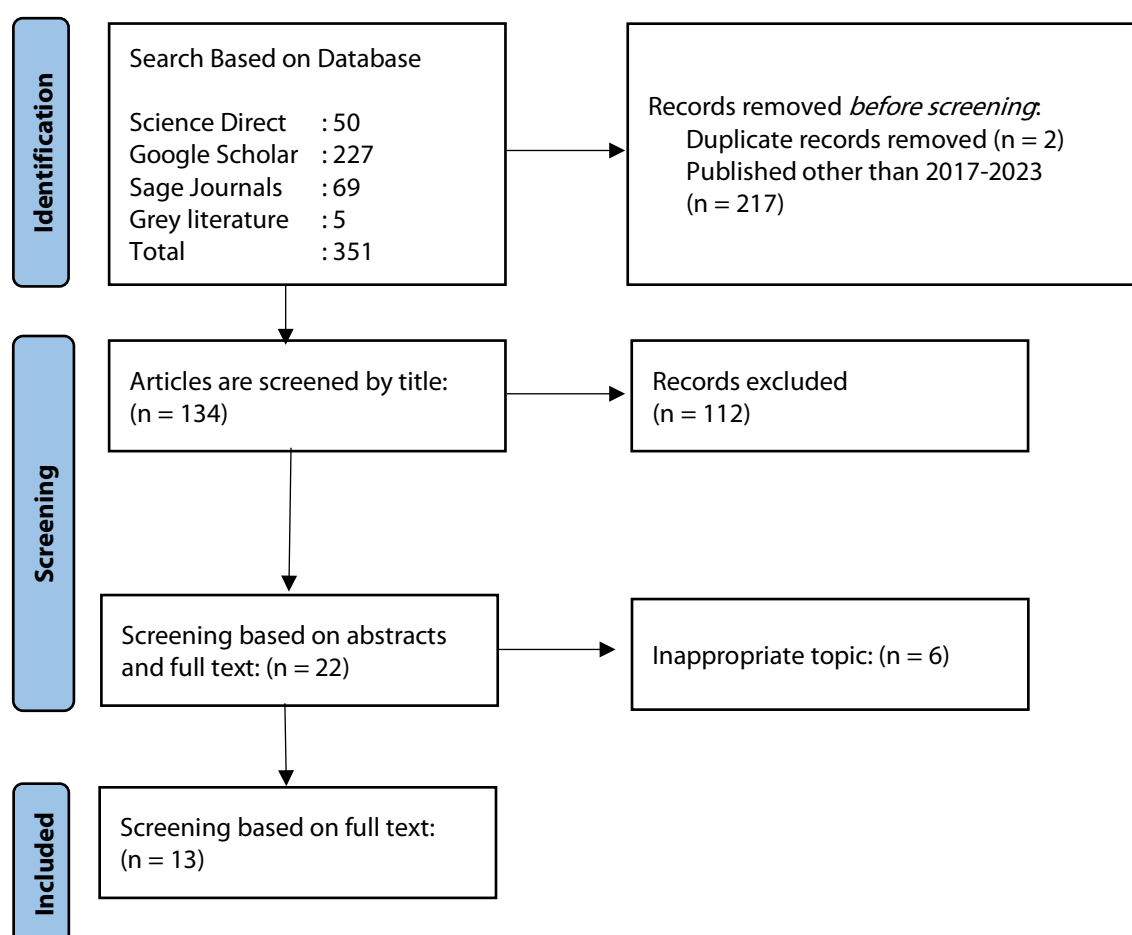 Identification
Search Based on Database
Science Direct : 50
Google Scholar : 227
Sage Journals : 69
Grey literature : 5
Total : 351
Records removed before screening:
Duplicate records removed (n = 2)
Published other than 2017-2023
(n = 217)
Screening
Articles are screened by title:
(n = 134)
Records excluded
(n = 112)
Screening based on abstracts
and full text: (n = 22)
Inappropriate topic: (n = 6)
Included
Screening based on full text:
(n = 13)